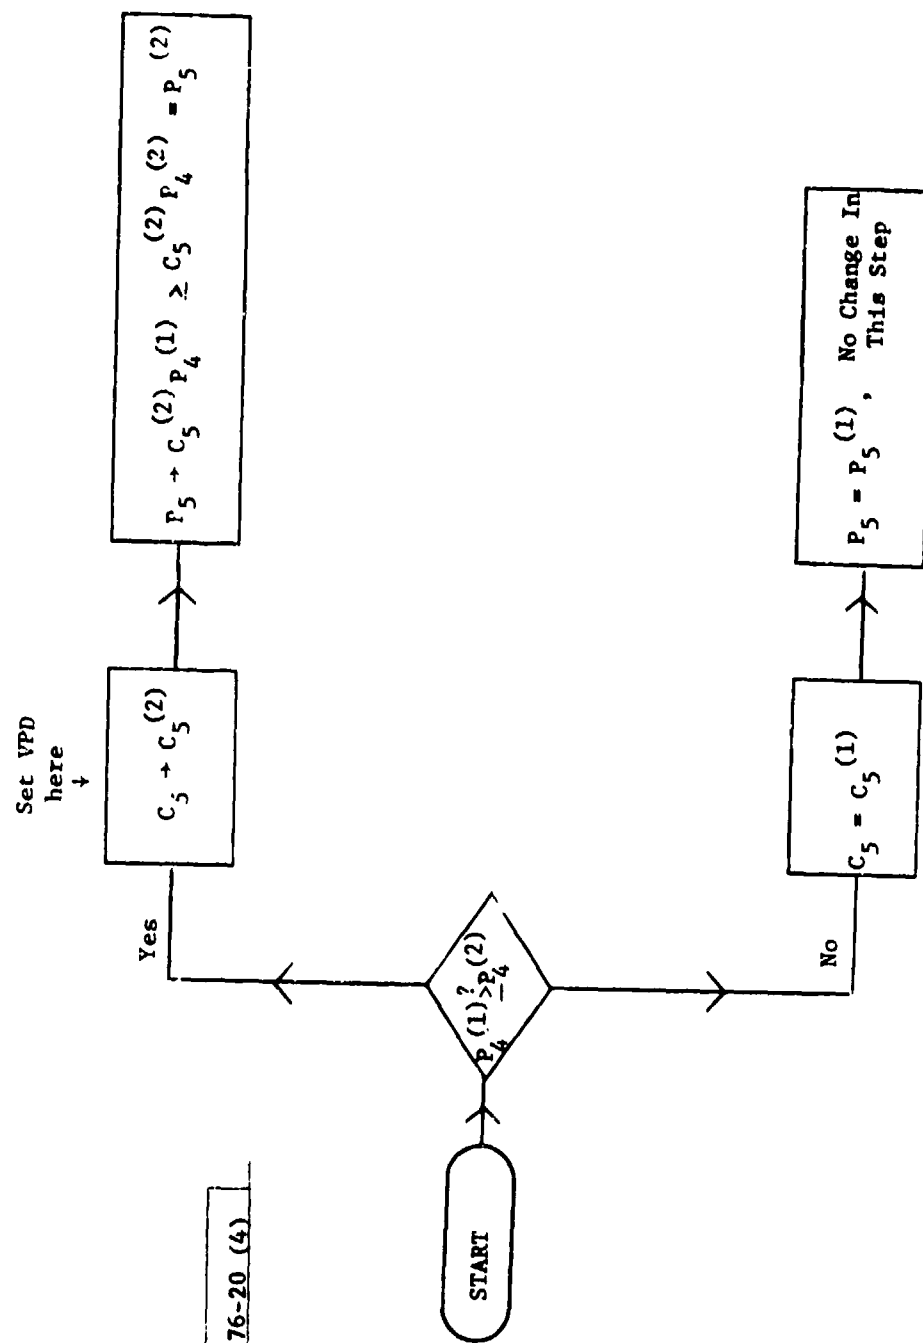 76-20 (4)
START
P₄⁽¹⁾ ≥? P₄⁽²⁾
Yes
Set VPD
here
↓
C₅ → C₅⁽²⁾
P₅ → C₅⁽²⁾P₄⁽¹⁾ ≥ C₅⁽²⁾P₄⁽²⁾ = P₅⁽²⁾
No
C₅ = C₅⁽¹⁾
P₅ = P₅⁽¹⁾, No Change In
This Step